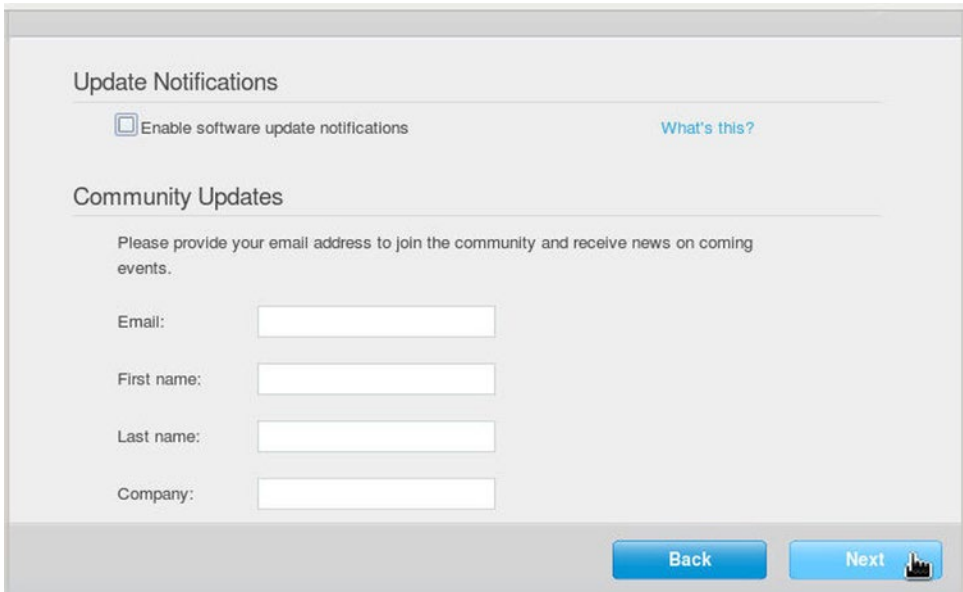 Update Notifications
Enable software update notifications What's this?
Community Updates
Please provide your email address to join the community and receive news on coming
events.
Email:
First name:
Last name:
Company:
Back Next